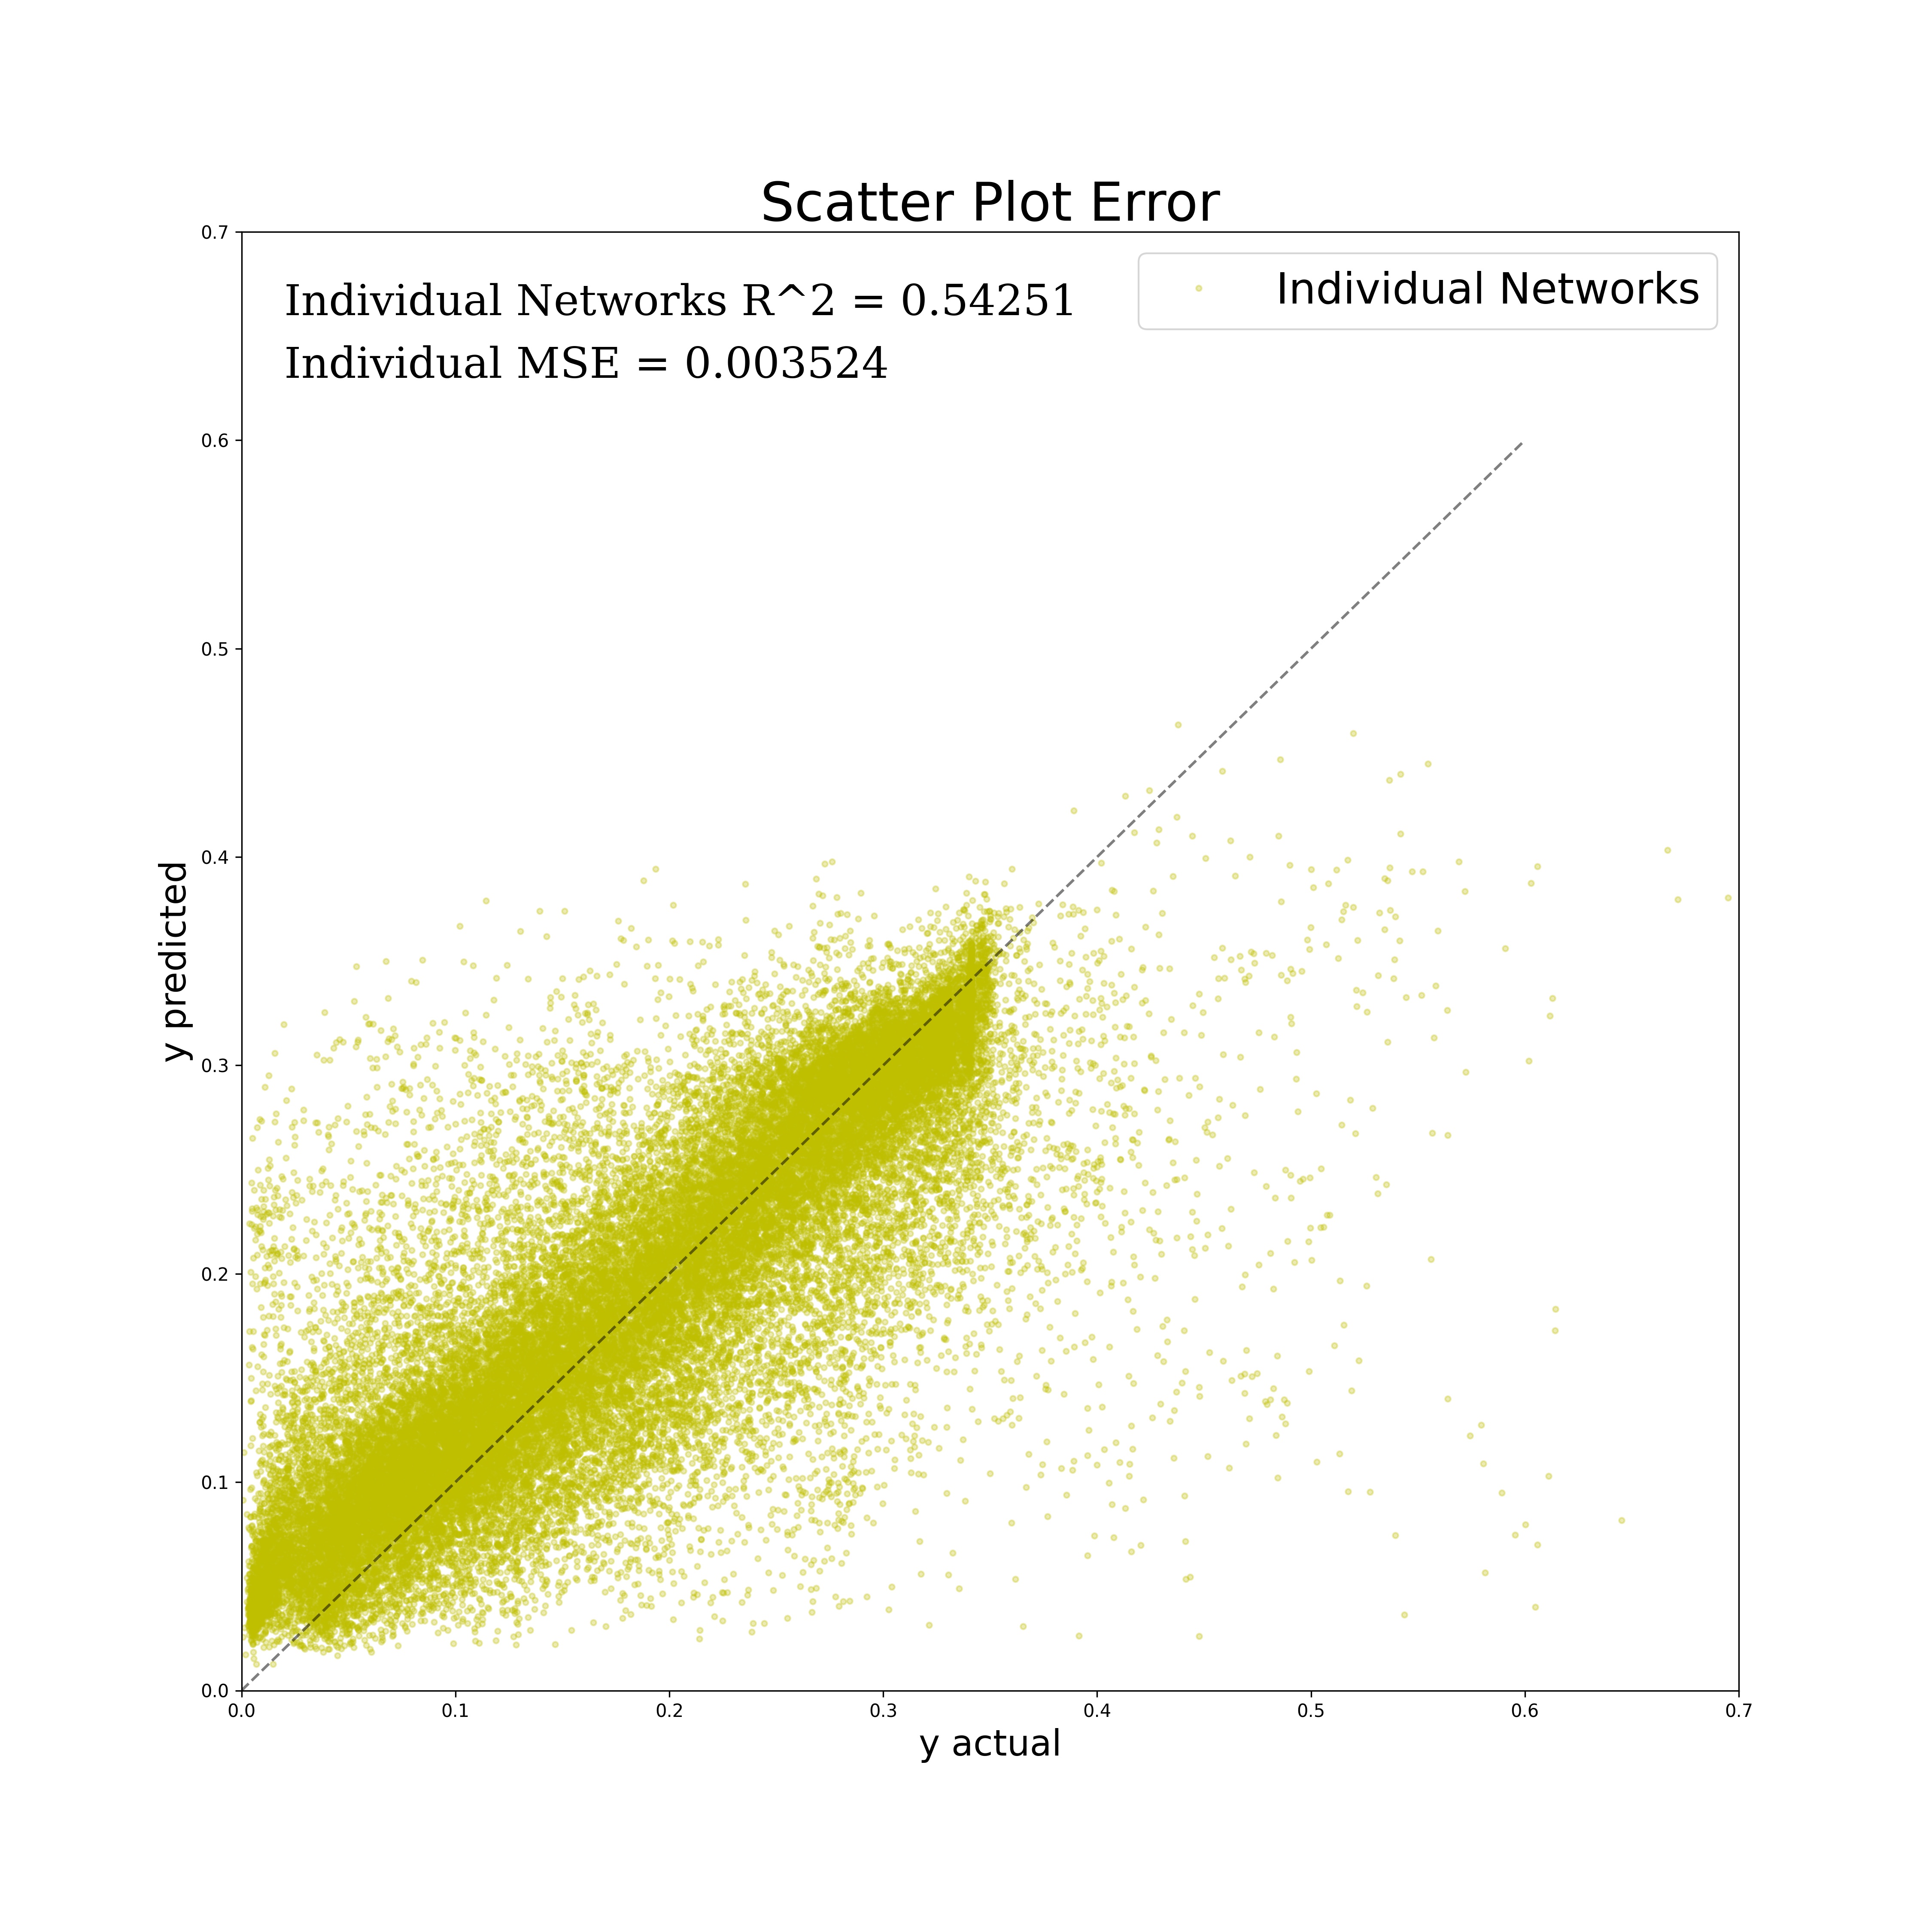 Scatter Plot Error
Individual Networks R^2 = 0.54251
Individual MSE = 0.003524
Individual Networks
0.7
0.6
0.5
0.4
0.3
0.2
0.1
0.0
y predicted
0.0 0.1 0.2 0.3 0.4 0.5 0.6 0.7
y actual